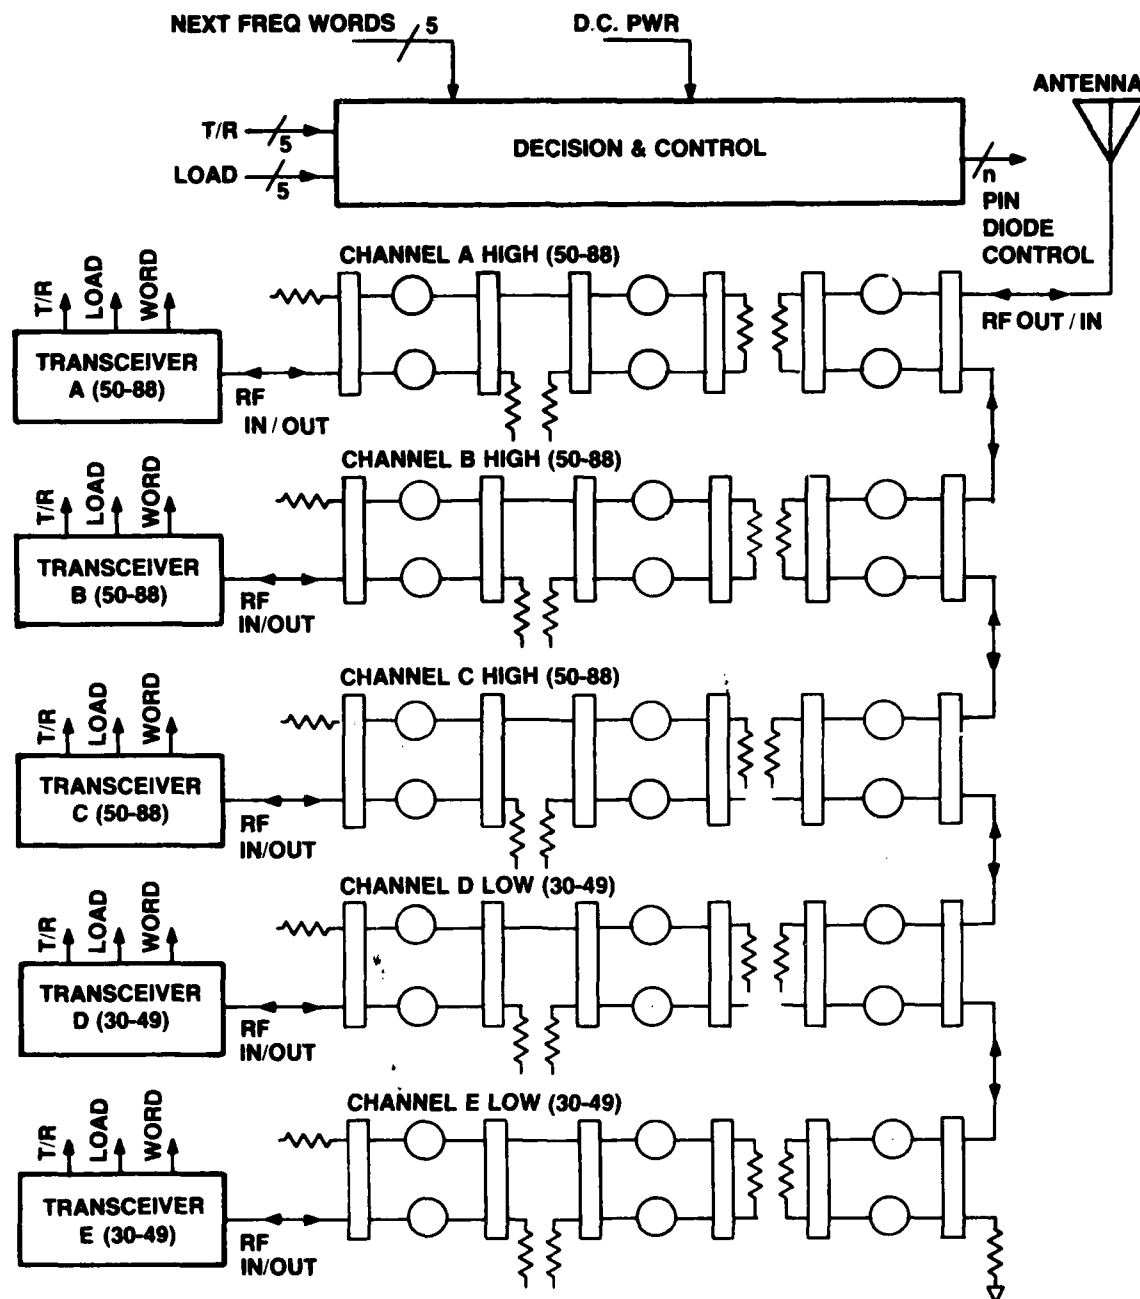 NEXT FREQ WORDS 5
D.C. PWR
ANTENNA
T/R 5
DECISION & CONTROL
LOAD 5
n
PIN
DIODE
CONTROL
CHANNEL A HIGH (50-88)
T/R LOAD WORD
RF OUT / IN
TRANSCEIVER
A (50-88)
RF
IN / OUT
CHANNEL B HIGH (50-88)
T/R LOAD WORD
TRANSCEIVER
B (50-88)
RF
IN/OUT
CHANNEL C HIGH (50-88)
T/R LOAD WORD
TRANSCEIVER
C (50-88)
RF
IN/OUT
CHANNEL D LOW (30-49)
T/R LOAD WORD
TRANSCEIVER
D (30-49)
RF
IN/OUT
CHANNEL E LOW (30-49)
T/R LOAD WORD
TRANSCEIVER
E (30-49)
RF
IN/OUT